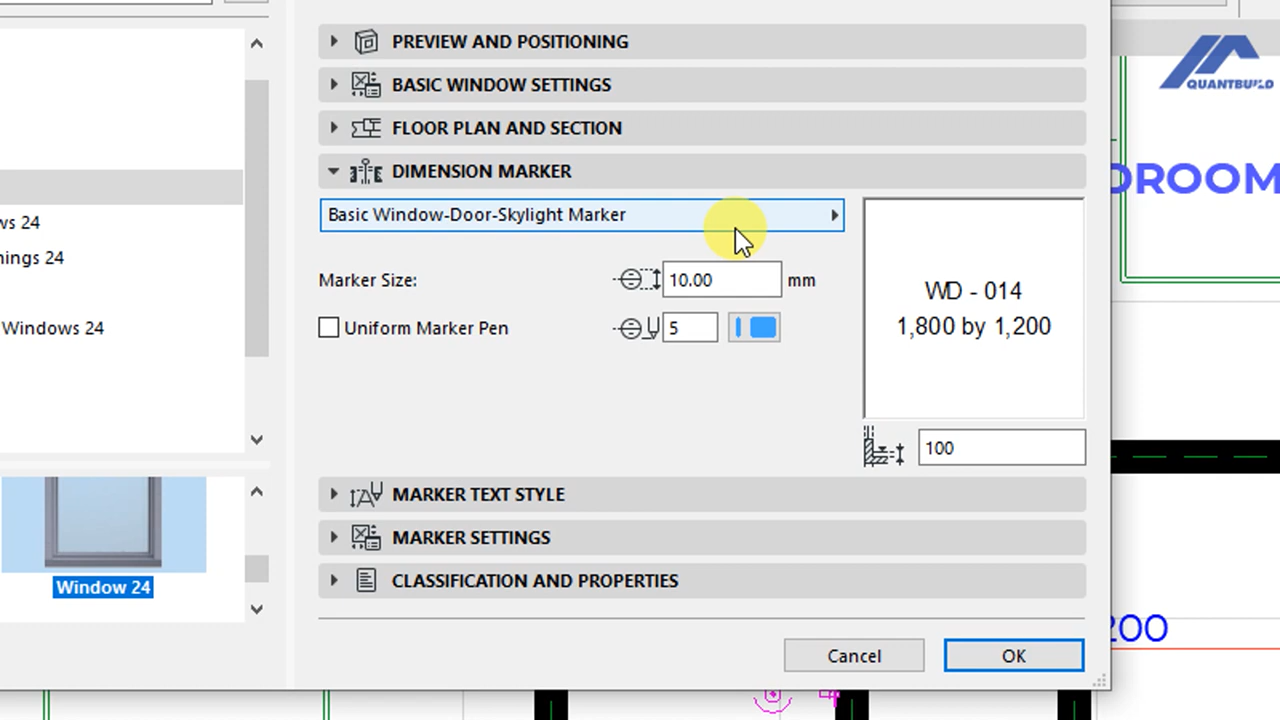 PREVIEW AND POSITIONING
BASIC WINDOW SETTINGS
FLOOR PLAN AND SECTION
DIMENSION MARKER
Basic Window-Door-Skylight Marker
Marker Size:
10.00
mm
Uniform Marker Pen
5
WD - 014
1,800 by 1,200
100
MARKER TEXT STYLE
MARKER SETTINGS
CLASSIFICATION AND PROPERTIES
Cancel
OK
ws 24
nings 24
Windows 24
Window 24
QUANTBUILD
DROOM
200